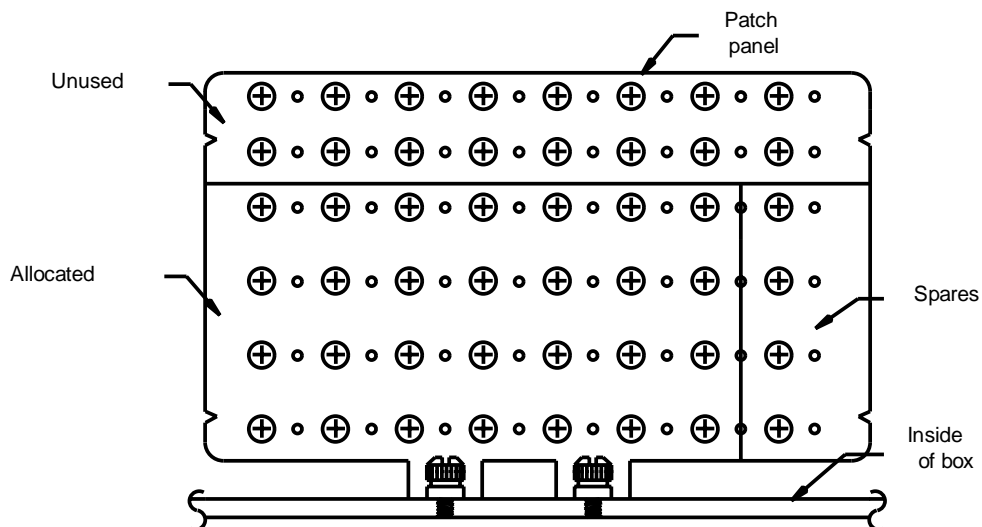 Patch
panel
Unused
Allocated
Spares
Inside
of box